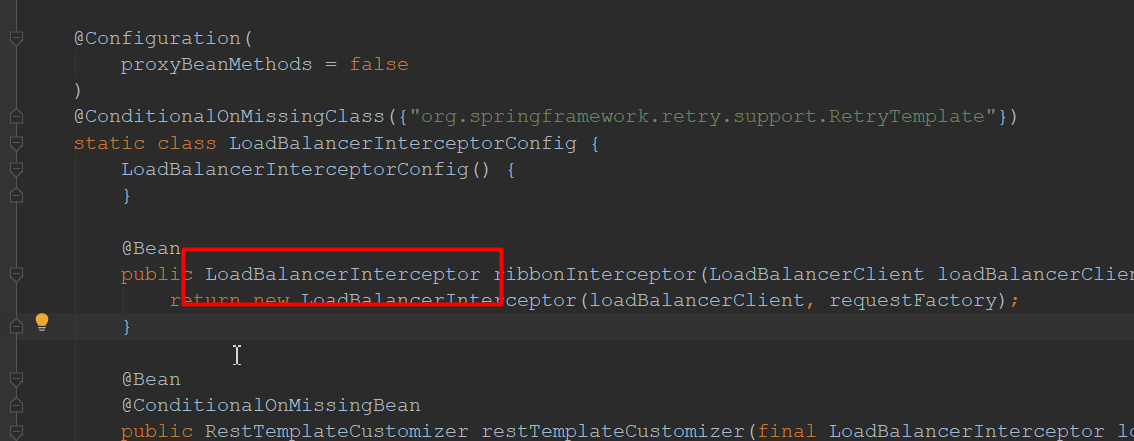 @Configuration(
proxyBeanMethods = false
)
@ConditionalOnMissingClass({"org.springframework.retry.support.RetryTemplate"})
static class LoadBalancerInterceptorConfig {
LoadBalancerInterceptorConfig() {
}
@Bean
public LoadBalancerInterceptor ribbonInterceptor(LoadBalancerClient loadBalancerClien
return new LoadBalancerInterceptor(loadBalancerClient, requestFactory);
}
@Bean
@ConditionalOnMissingBean
public RestTemplateCustomizer restTemplateCustomizer(final LoadBalancerInterceptor lo